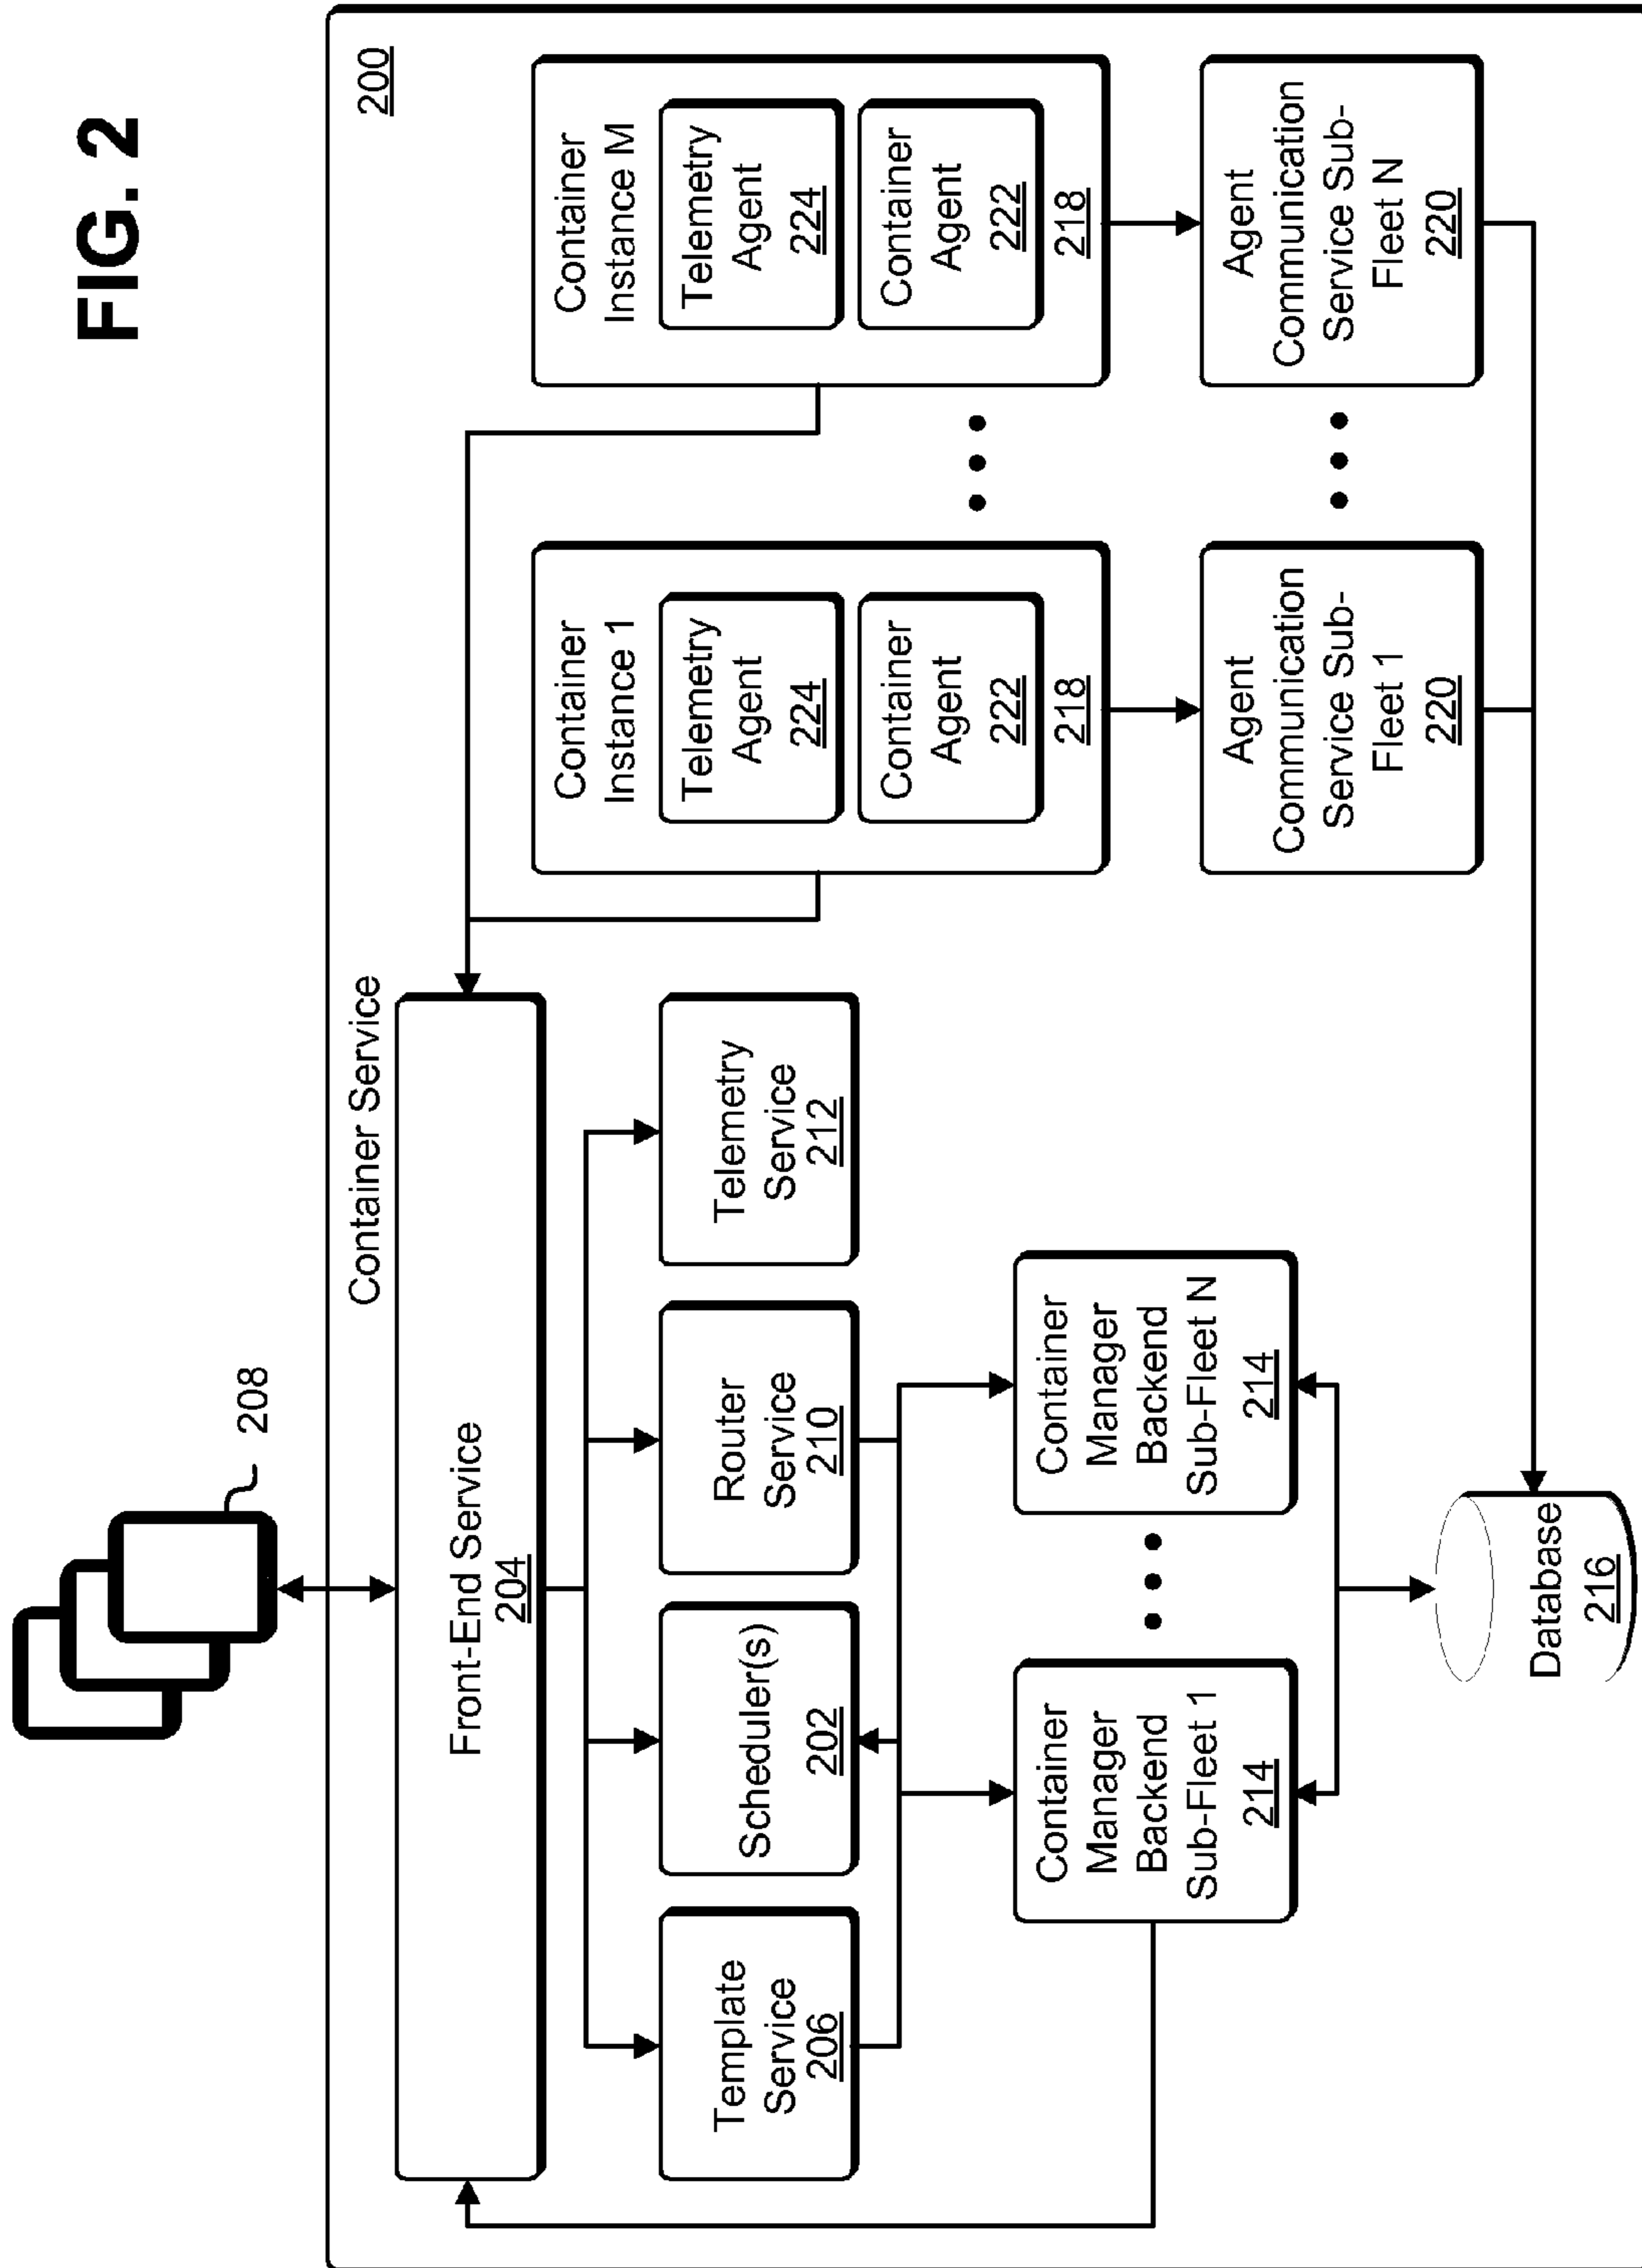 FIG. 2
208
Container Service
200
Front-End Service
204
Template
Service
206
Scheduler(s)
202
Router
Service
210
Telemetry
Service
212
Container
Manager
Backend
Sub-Fleet 1
214
Container
Manager
Backend
Sub-Fleet N
214
Database
216
Container
Instance 1
Telemetry
Agent
224
Container
Agent
222
218
Container
Instance M
Telemetry
Agent
224
Container
Agent
222
218
Agent
Communication
Service Sub-
Fleet 1
220
Agent
Communication
Service Sub-
Fleet N
220